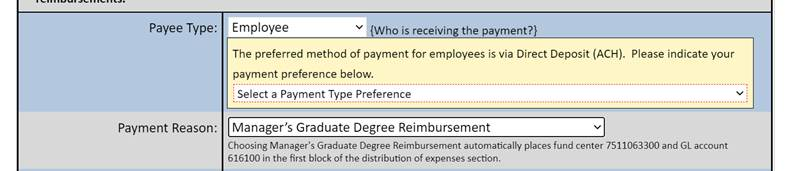 reimbursements.
Payee Type: Employee {Who is receiving the payment?}
The preferred method of payment for employees is via Direct Deposit (ACH).  Please indicate your
payment preference below.
Select a Payment Type Preference
Payment Reason: Manager's Graduate Degree Reimbursement
Choosing Manager's Graduate Degree Reimbursement automatically places fund center 7511063300 and GL account
616100 in the first block of the distribution of expenses section.